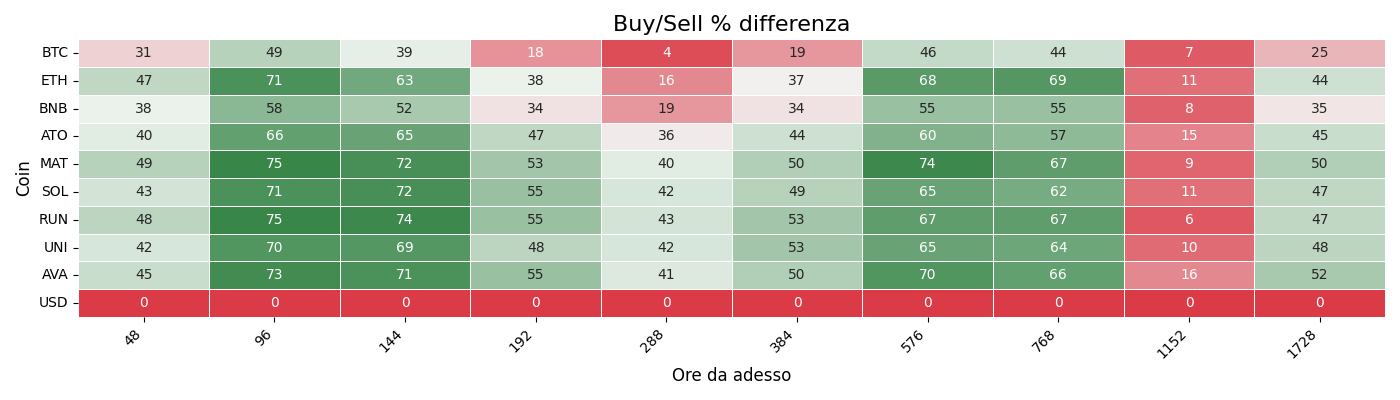 Buy/Sell % differenza
Coin
BTC 31 49 39 18 4 19 46 44 7 25
ETH 47 71 63 38 16 37 68 69 11 44
BNB 38 58 52 34 19 34 55 55 8 35
ATO 40 66 65 47 36 44 60 57 15 45
MAT 49 75 72 53 40 50 74 67 9 50
SOL 43 71 72 55 42 49 65 62 11 47
RUN 48 75 74 55 43 53 67 67 6 47
UNI 42 70 69 48 42 53 65 64 10 48
AVA 45 73 71 55 41 50 70 66 16 52
USD 0 0 0 0 0 0 0 0 0 0
48 96 144 192 288 384 576 768 1152 1728
Ore da adesso